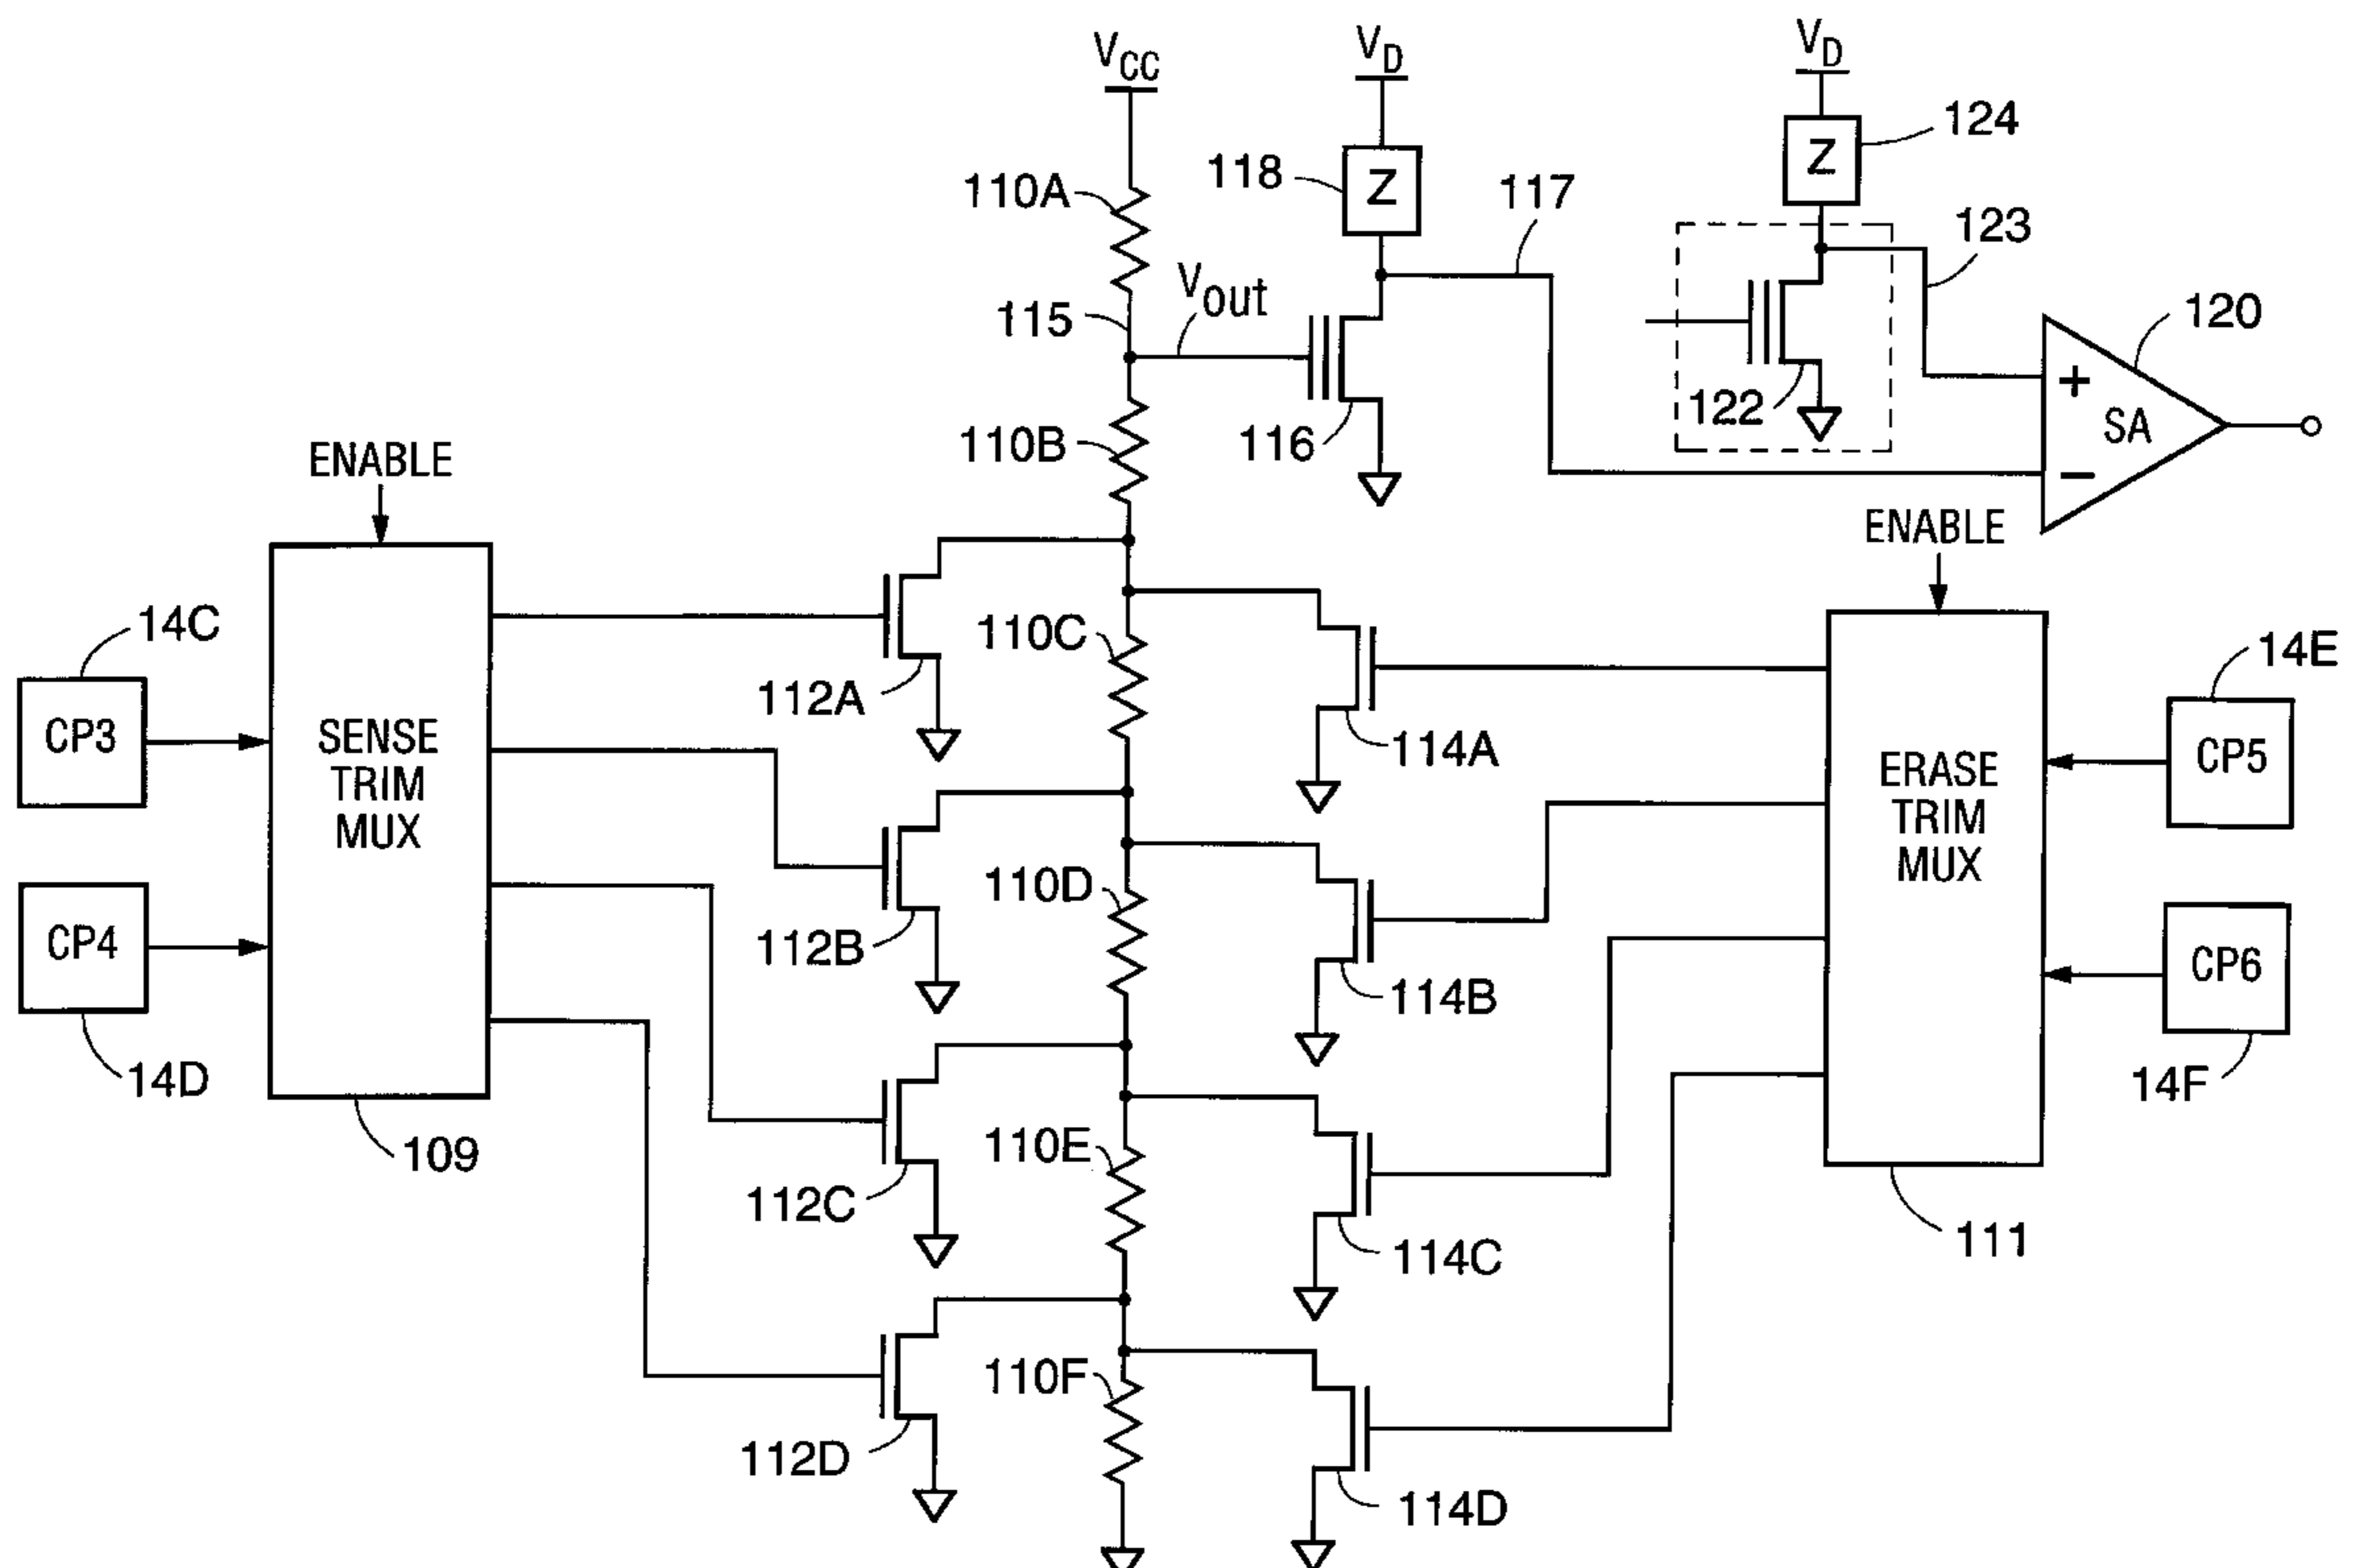 VCC
VD
VD
124
118
Z
Z
110A
117
123
Vout
115
120
+
SA
−
122
110B
116
ENABLE
ENABLE
14C
110C
14E
112A
CP3
SENSE
TRIM
MUX
114A
CP5
ERASE
TRIM
MUX
110D
CP4
112B
CP6
114B
14D
14F
109
110E
112C
114C
111
110F
112D
114D